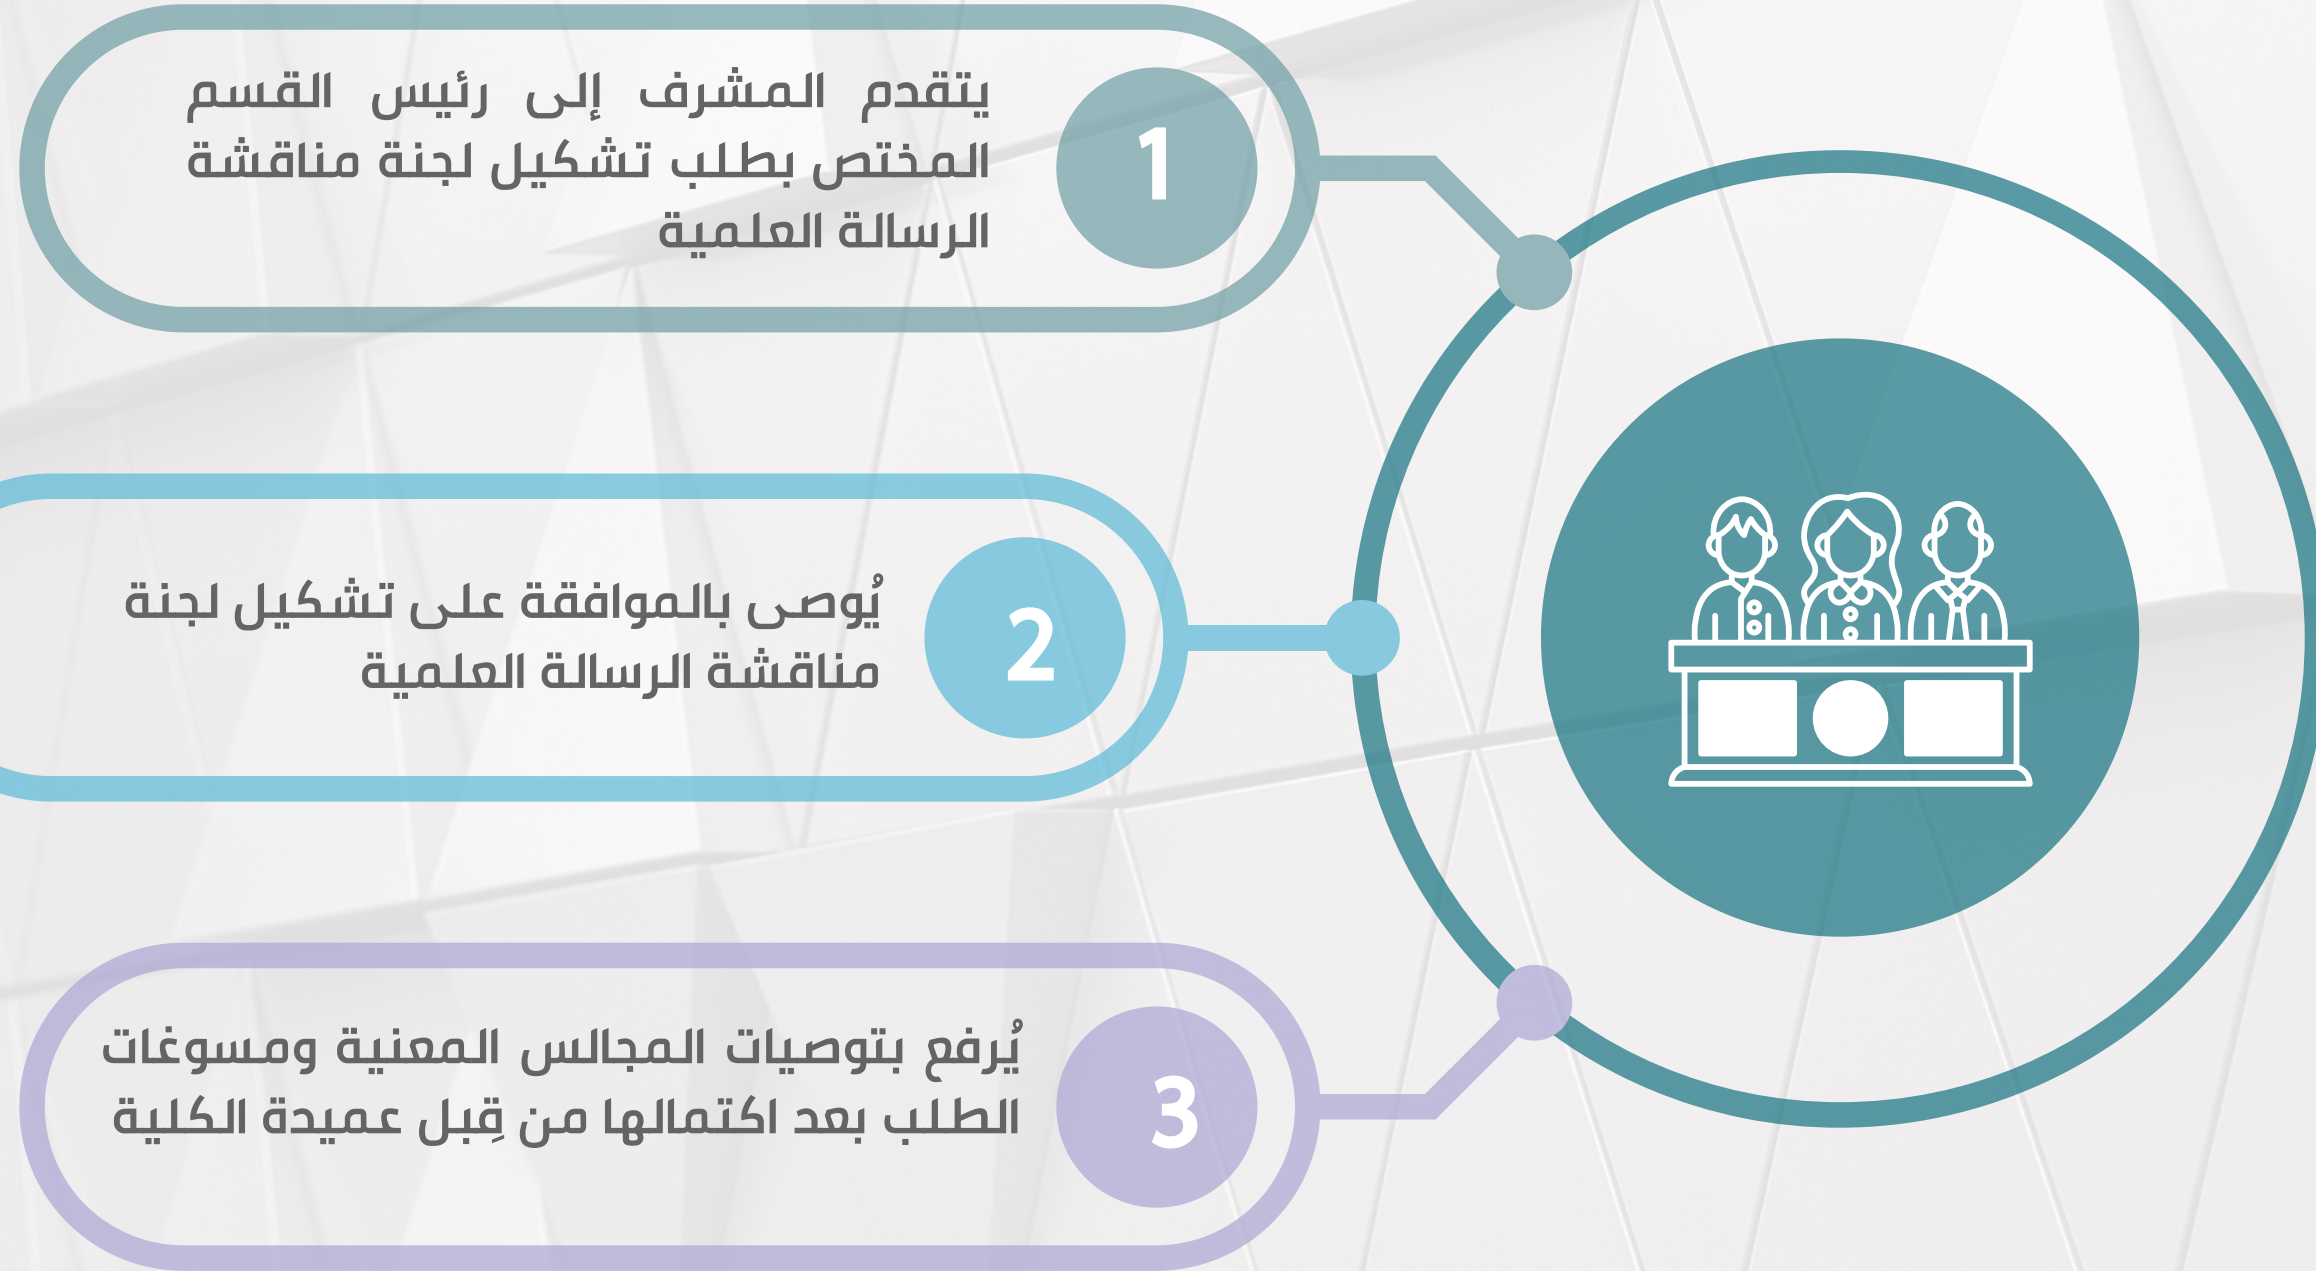 1
يتقدم المشرف إلى رئيس القسم
المختص بطلب تشكيل لجنة مناقشة
الرسالة العلمية
2
يُوصى بالموافقة على تشكيل لجنة
مناقشة الرسالة العلمية
3
يُرفع بتوصيات المجالس المعنية ومسوغات
الطلب بعد اكتمالها من قِبل عميدة الكلية